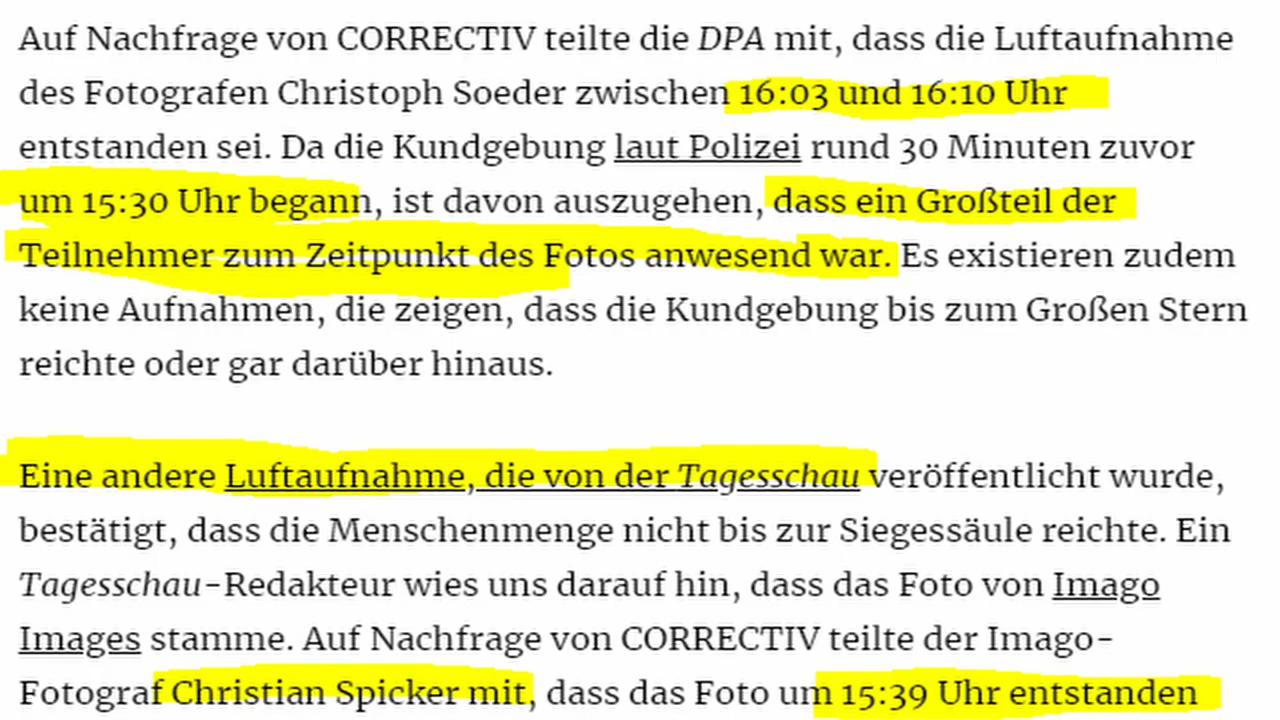 Auf Nachfrage von CORRECTIV teilte die DPA mit, dass die Luftaufnahme
des Fotografen Christoph Soeder zwischen 16:03 und 16:10 Uhr
entstanden sei. Da die Kundgebung laut Polizei rund 30 Minuten zuvor
um 15:30 Uhr begann, ist davon auszugehen, dass ein Großteil der
Teilnehmer zum Zeitpunkt des Fotos anwesend war. Es existieren zudem
keine Aufnahmen, die zeigen, dass die Kundgebung bis zum Großen Stern
reichte oder gar darüber hinaus.
Eine andere Luftaufnahme, die von der Tagesschau veröffentlicht wurde,
bestätigt, dass die Menschenmenge nicht bis zur Siegessäule reichte. Ein
Tagesschau-Redakteur wies uns darauf hin, dass das Foto von Imago
Images stamme. Auf Nachfrage von CORRECTIV teilte der Imago-
Fotograf Christian Spicker mit, dass das Foto um 15:39 Uhr entstanden